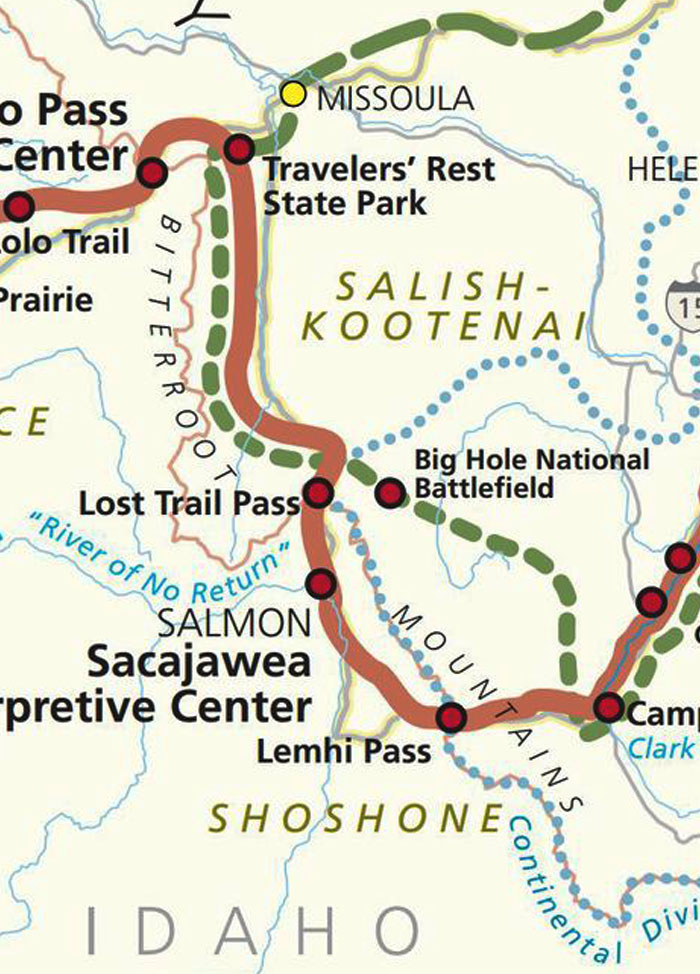 MISSOULA
o Pass
Center
Travelers’ Rest
State Park
HELE
olo Trail
Prairie
BITTERROOT
SALISH-
KOOTENAI
15
CE
Big Hole National
Battlefield
Lost Trail Pass
“River of No Return”
SALMON
Sacajawea
rpretive Center
MOUNTAINS
Camp
Clark
Lemhi Pass
SHOSHONE
Continental Divi
IDAHO